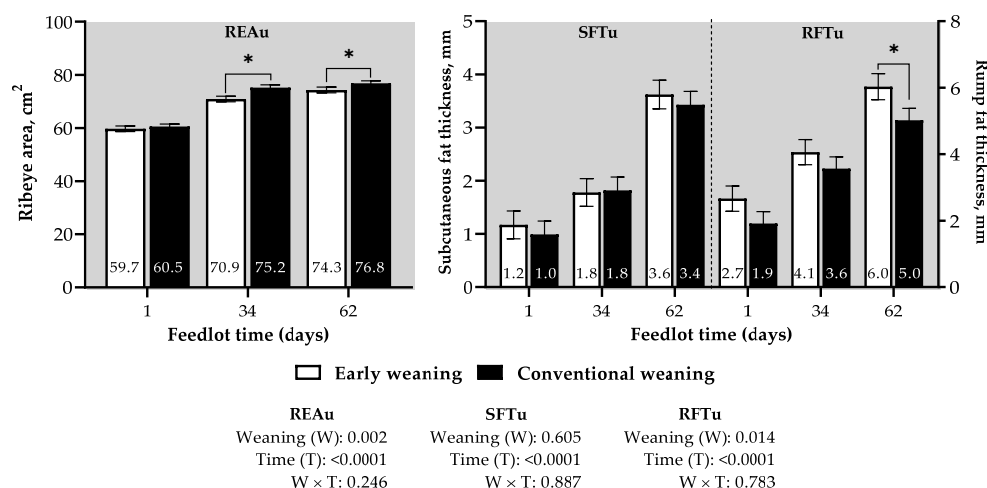 REAu
Ribeye area, cm2
100
80
60
40
20
0
* *
59.7 60.5 70.9 75.2 74.3 76.8
1 34 62
Feedlot time (days)
SFTu RFTu
Subcutaneous fat thickness, mm
5
4
3
2
1
0
*
1.2 1.0 1.8 1.8 3.6 3.4 2.7 1.9 4.1 3.6 6.0 5.0
1 34 62 1 34 62
Feedlot time (days)
8
6
4
2
0
Rump fat thickness, mm
Early weaning Conventional weaning
REAu SFTu RFTu
Weaning (W): 0.002 Weaning (W): 0.605 Weaning (W): 0.014
Time (T): <0.0001 Time (T): <0.0001 Time (T): <0.0001
W × T: 0.246 W × T: 0.887 W × T: 0.783